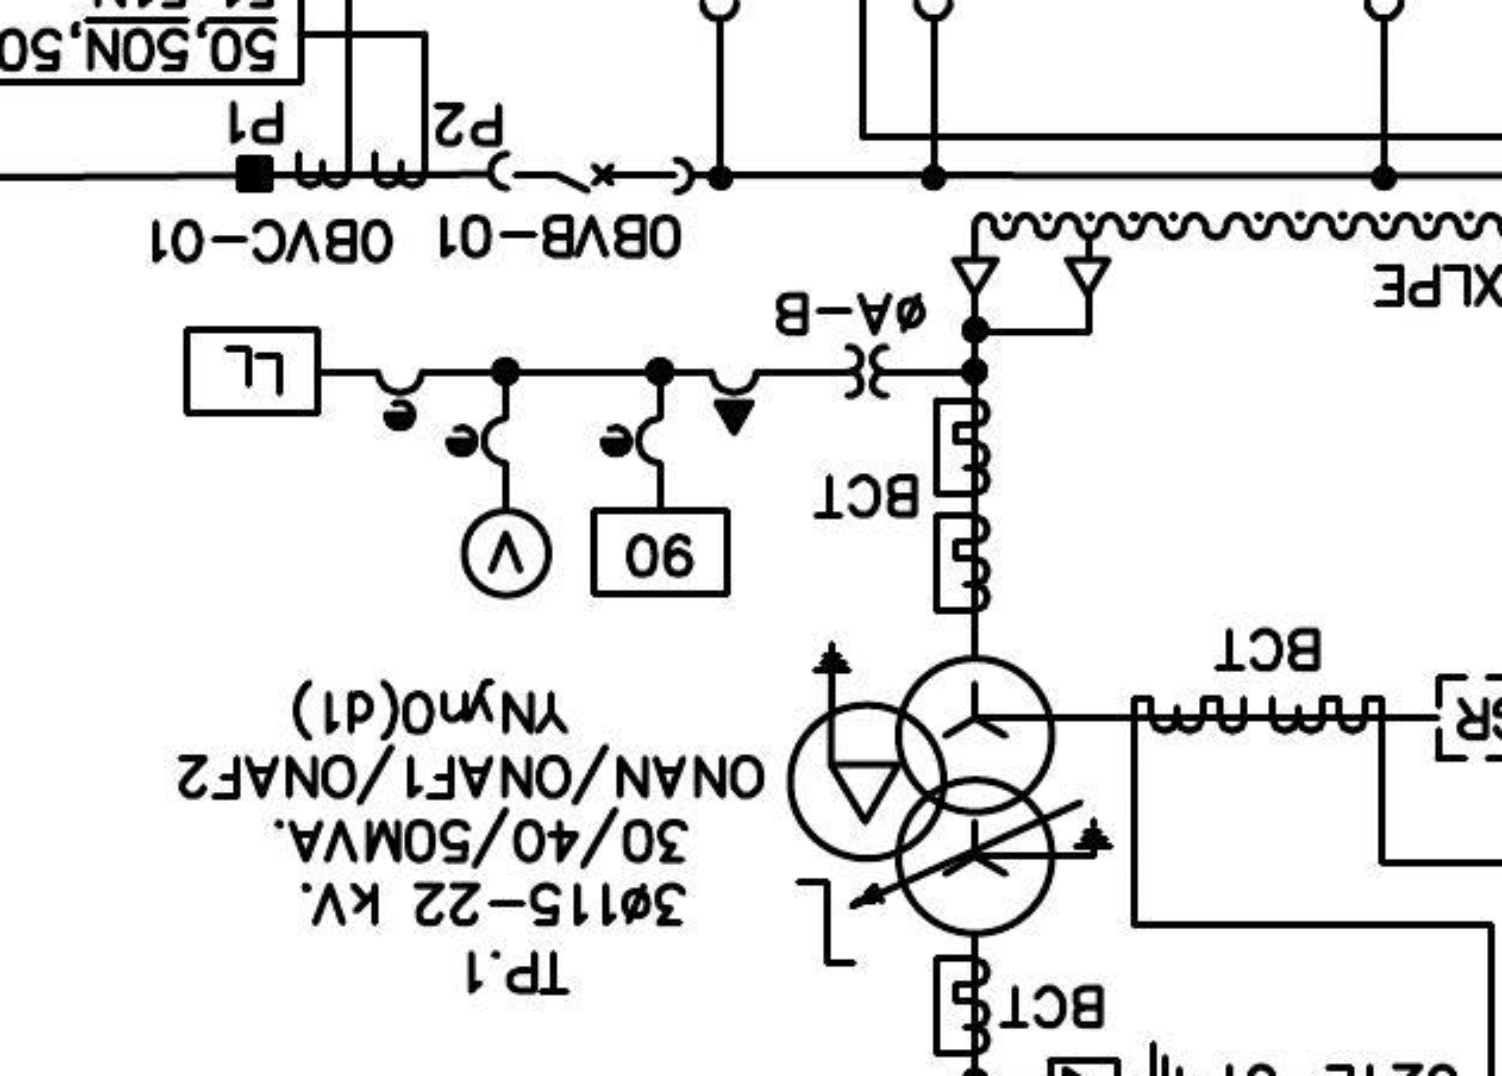 BCT
TP.1
3ø115-22 kV.
30/40/50MVA.
ONAN/ONAF1/ONAF2
YNyn0(d1)
BCT
90
V
BCT
LL
øA-B
XLPE
0BVB-01
0BVC-01
P2
P1
50,50N,50